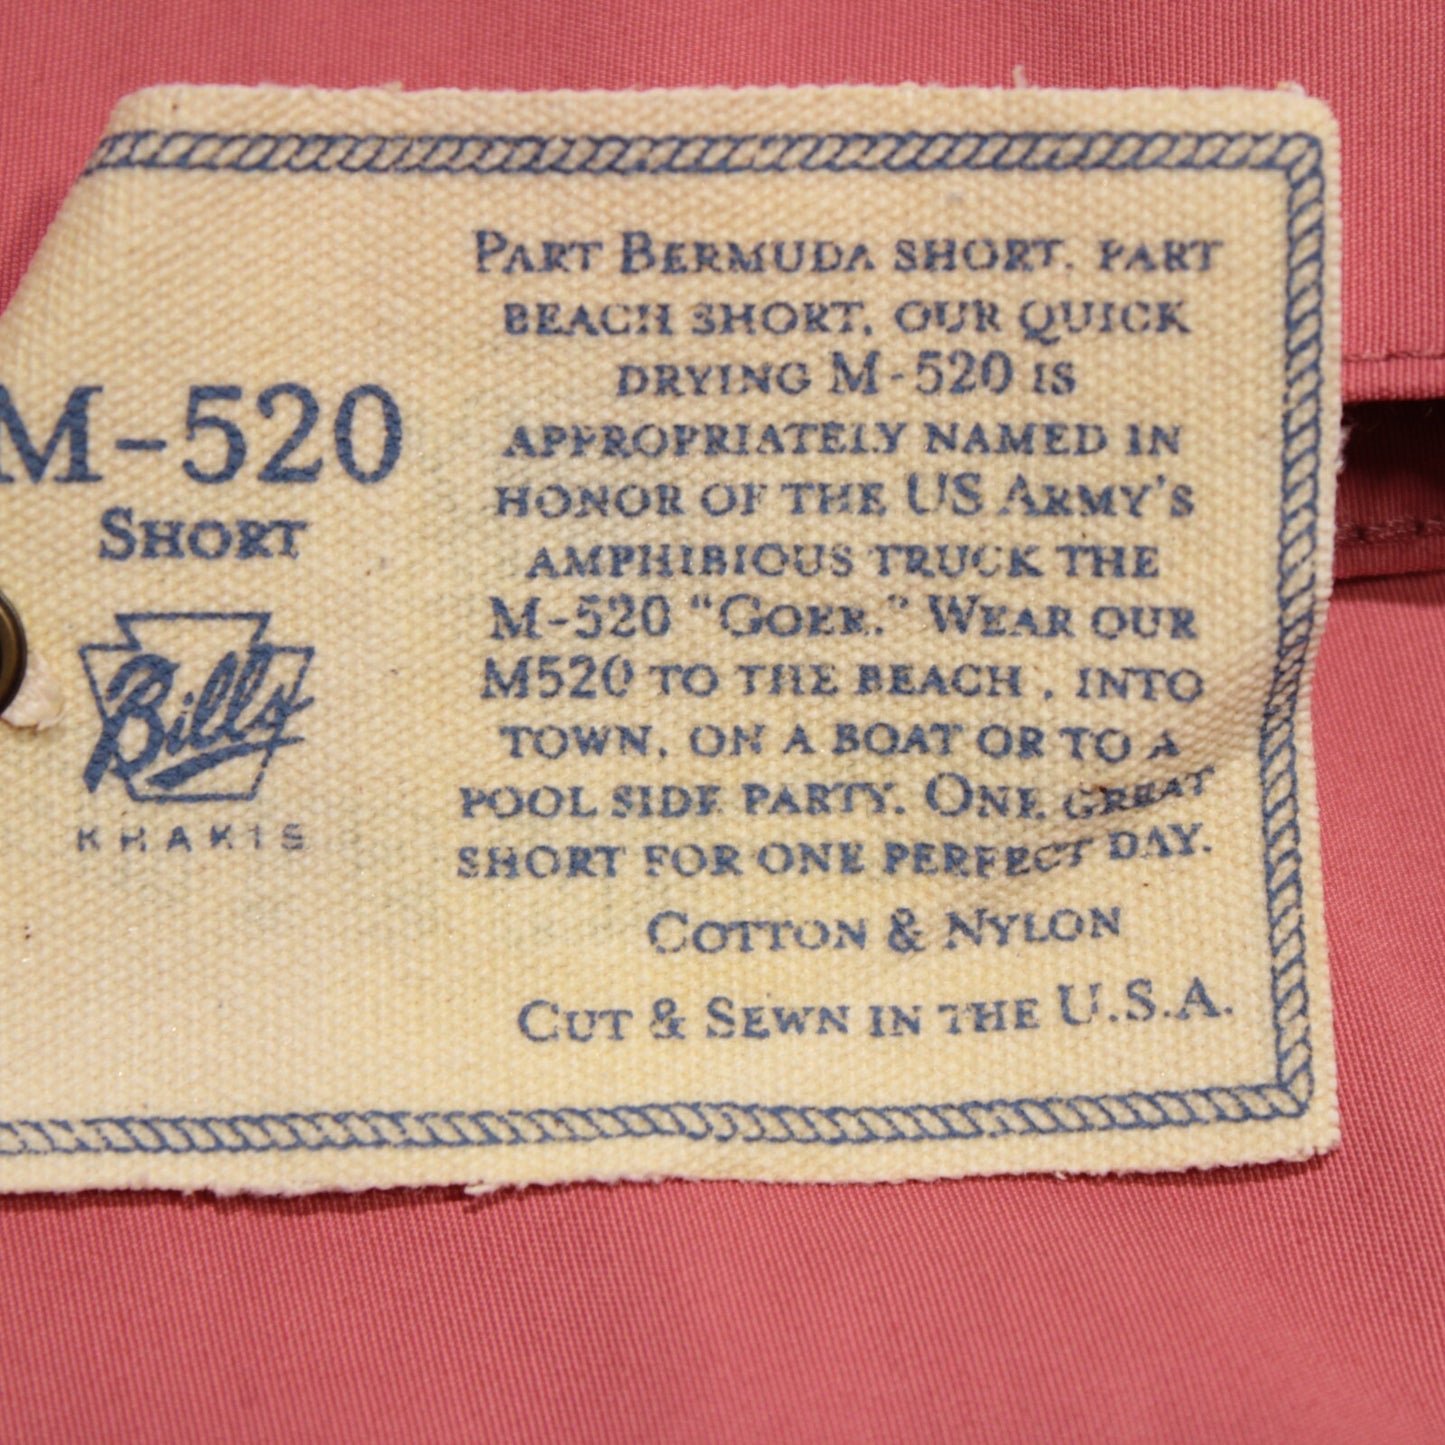 M-520
SHORT
Bills
KHAKIS
PART BERMUDA SHORT, PART
BEACH SHORT, OUR QUICK
DRYING M-520 IS
APPROPRIATELY NAMED IN
HONOR OF THE US ARMY'S
AMPHIBIOUS TRUCK THE
M-520 "GOER." WEAR OUR
M520 TO THE BEACH , INTO
TOWN, ON A BOAT OR TO A
POOL SIDE PARTY. ONE GREAT
SHORT FOR ONE PERFECT DAY.
COTTON & NYLON
CUT & SEWN IN THE U.S.A.